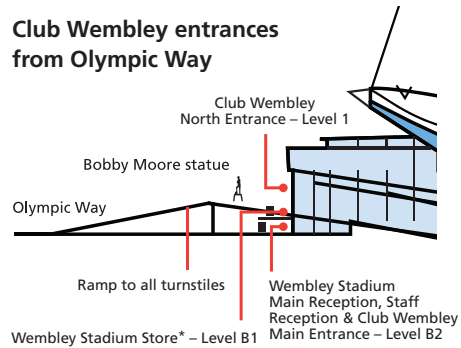 Club Wembley entrances
from Olympic Way
Club Wembley
North Entrance – Level 1
Bobby Moore statue
Olympic Way
Ramp to all turnstiles
Wembley Stadium
Main Reception, Staff
Reception & Club Wembley
Main Entrance – Level B2
Wembley Stadium Store* – Level B1